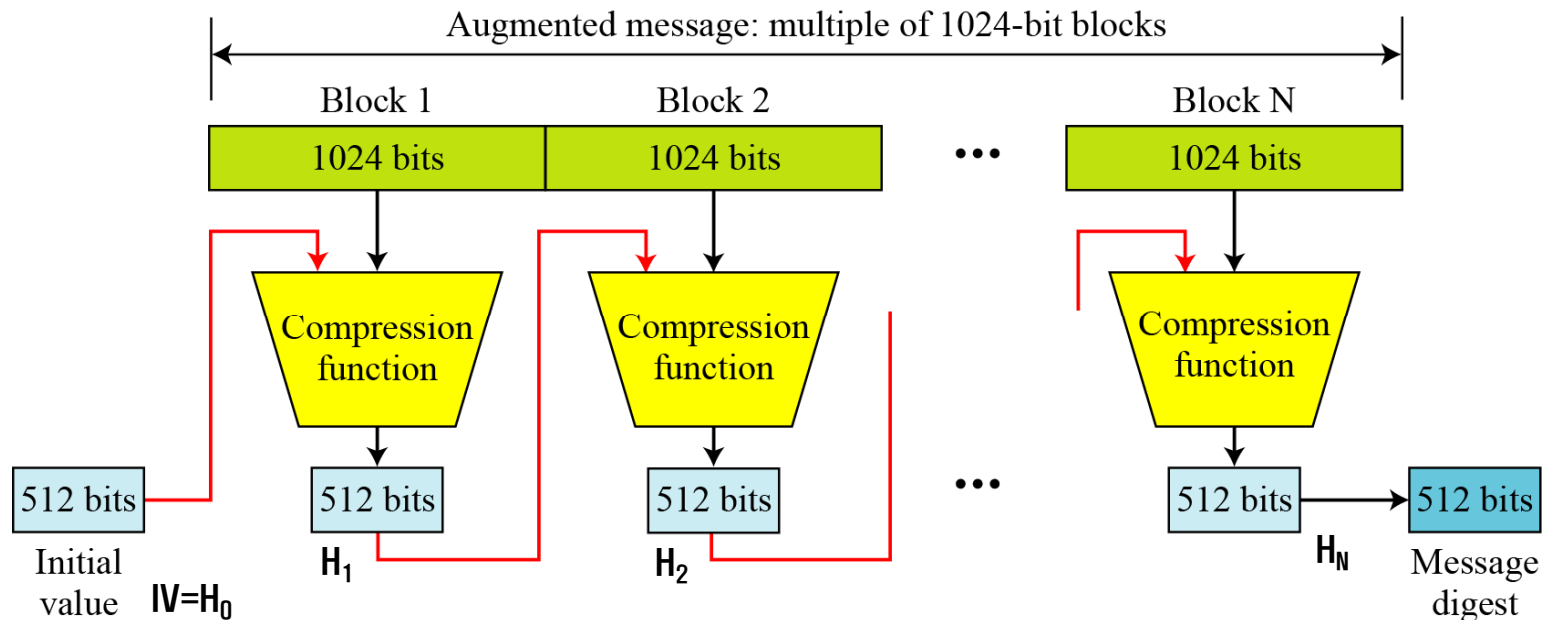 Augmented message: multiple of 1024-bit blocks
Block 1
Block 2
Block N
1024 bits
1024 bits
•••
1024 bits
Compression
function
Compression
function
Compression
function
512 bits
512 bits
512 bits
•••
512 bits
512 bits
Initial
value
IV=H₀
H₁
H₂
H_N
Message
digest